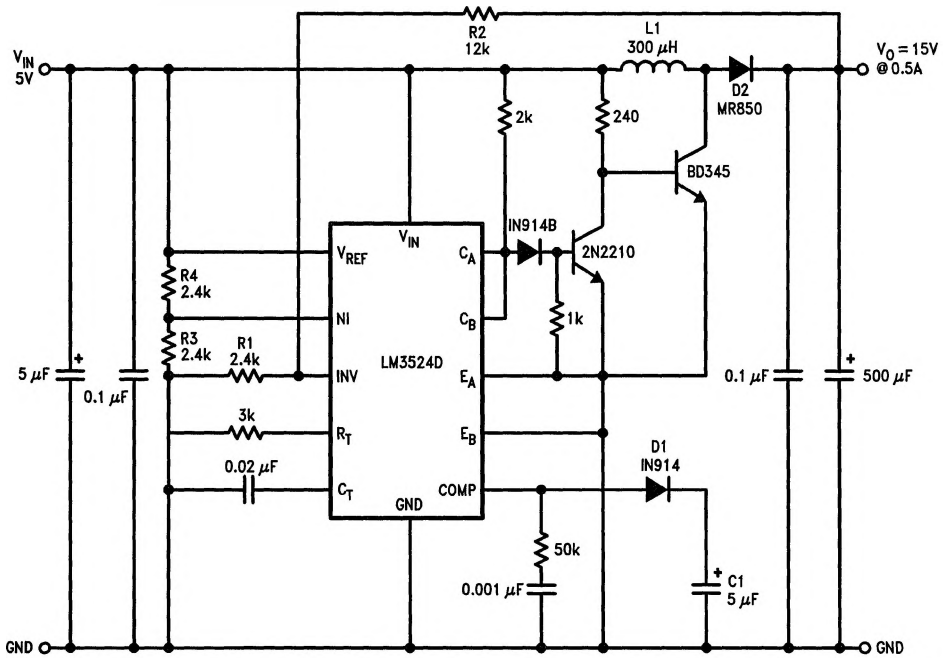 R2
12k
L1
300 μH
V_IN
5V
V_O = 15V
@ 0.5A
D2
MR850
2k
240
BD345
IN914B
2N2210
V_IN
V_REF
C_A
R4
2.4k
NI
C_B
1k
R3
2.4k
R1
2.4k
LM3524D
INV
E_A
5 μF
+
0.1 μF
0.1 μF
+
500 μF
3k
R_T
E_B
0.02 μF
C_T
COMP
D1
IN914
GND
50k
0.001 μF
+
C1
5 μF
GND
GND